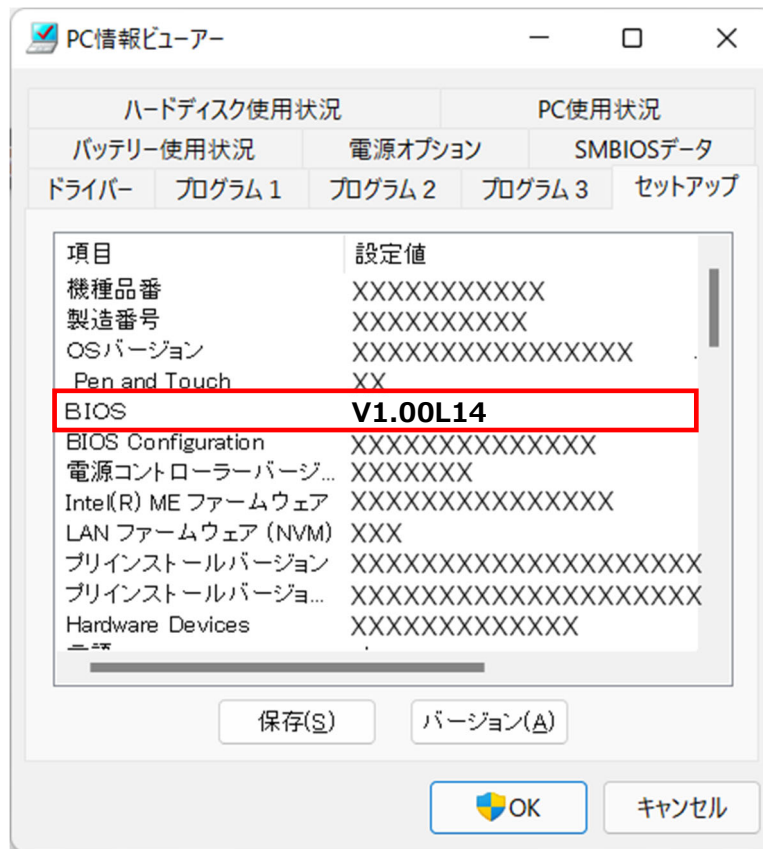 PC情報ビューアー
ハードディスク使用状況 PC使用状況
バッテリー使用状況 電源オプション SMBIOSデータ
ドライバー プログラム 1 プログラム 2 プログラム 3 セットアップ
項目 設定値
機種品番 XXXXXXXXXXX
製造番号 XXXXXXXXXX
OSバージョン XXXXXXXXXXXXXXXX .
Pen and Touch XX
BIOS V1.00L14
BIOS Configuration XXXXXXXXXXXXXX
電源コントローラーバージ... XXXXXXX
Intel(R) ME ファームウェア XXXXXXXXXXXXXXX
LAN ファームウェア (NVM) XXX
プリインストールバージョン XXXXXXXXXXXXXXXXXXXX
プリインストールバージョ... XXXXXXXXXXXXXXXXXXXX
Hardware Devices XXXXXXXXXXXXX
保存(S) バージョン(A)
OK キャンセル